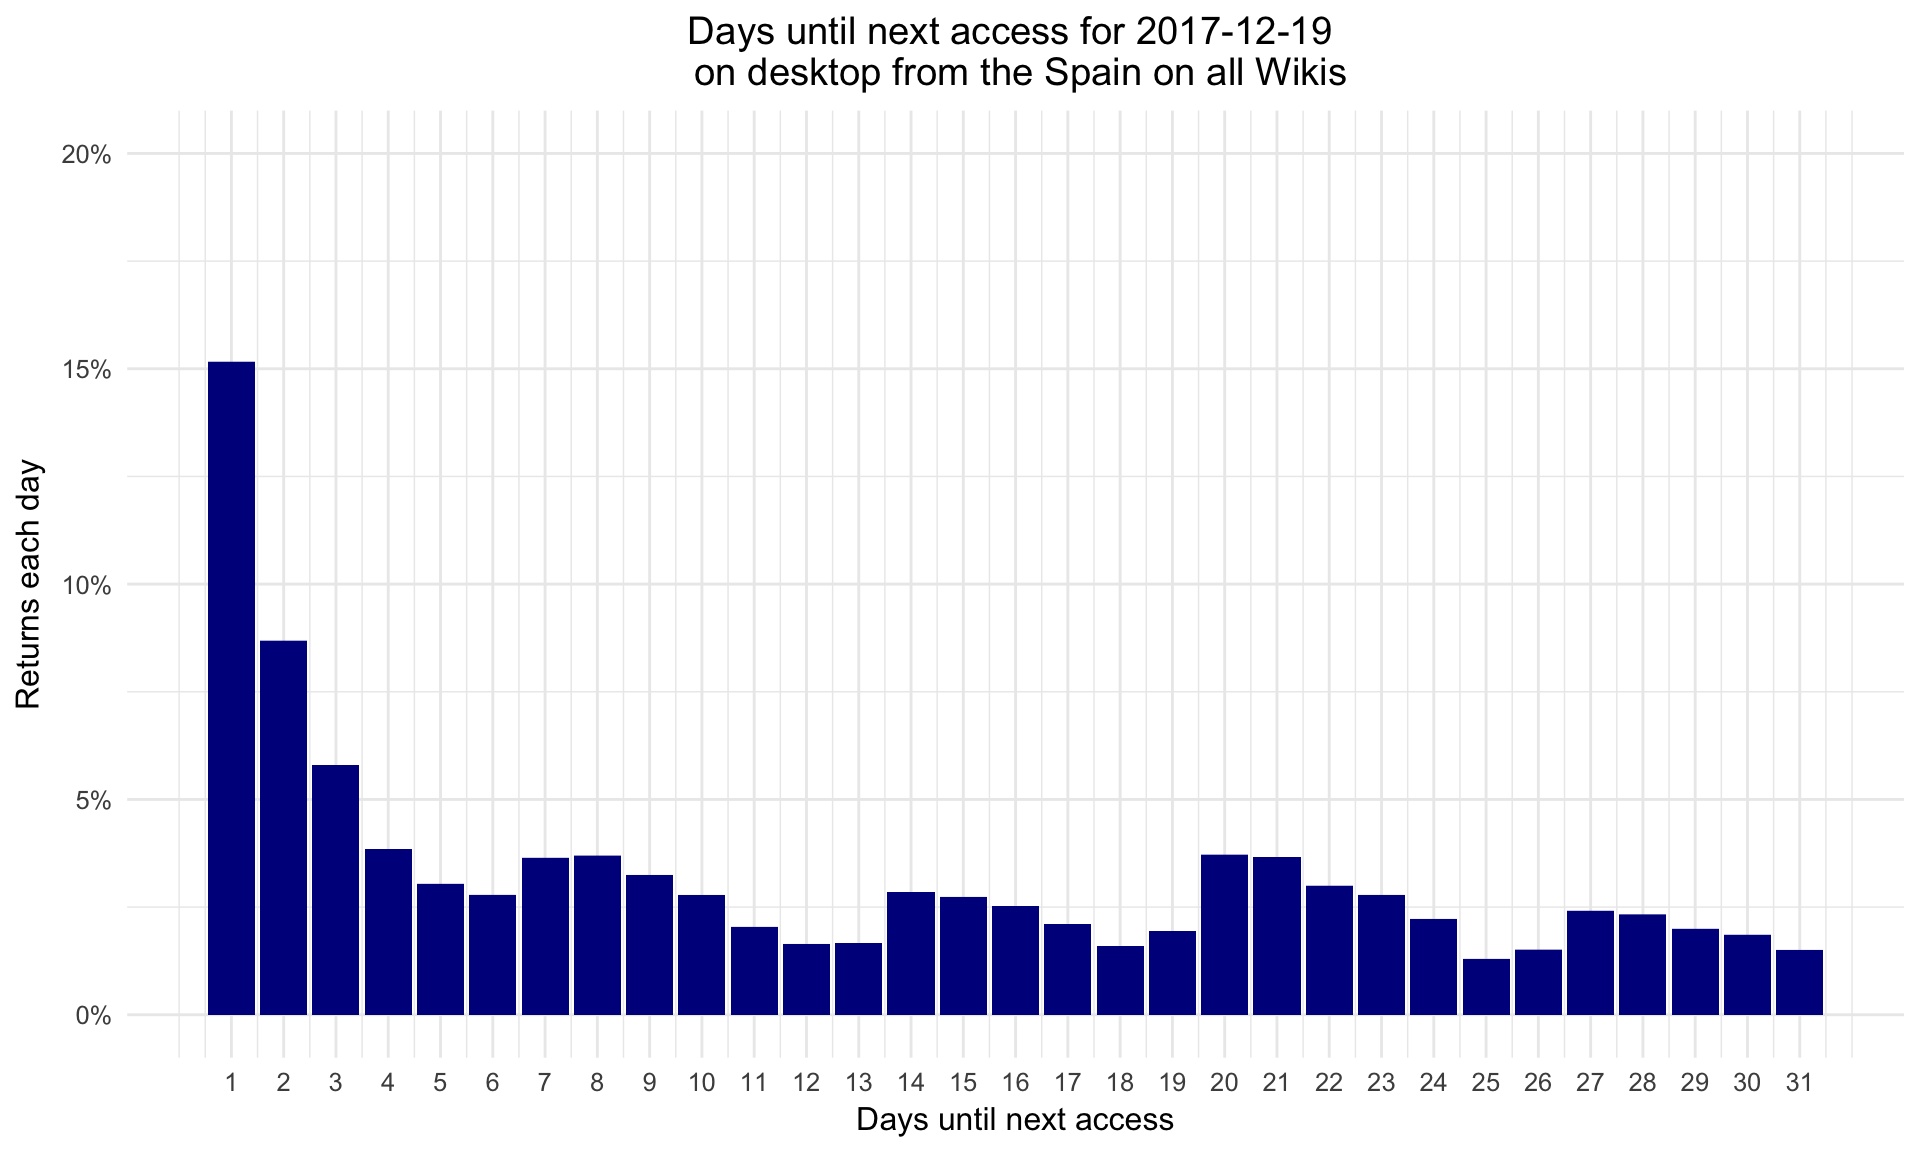 Days until next access for 2017-12-19
on desktop from the Spain on all Wikis
20%
15%
10%
5%
0%
Returns each day
1 2 3 4 5 6 7 8 9 10 11 12 13 14 15 16 17 18 19 20 21 22 23 24 25 26 27 28 29 30 31
Days until next access